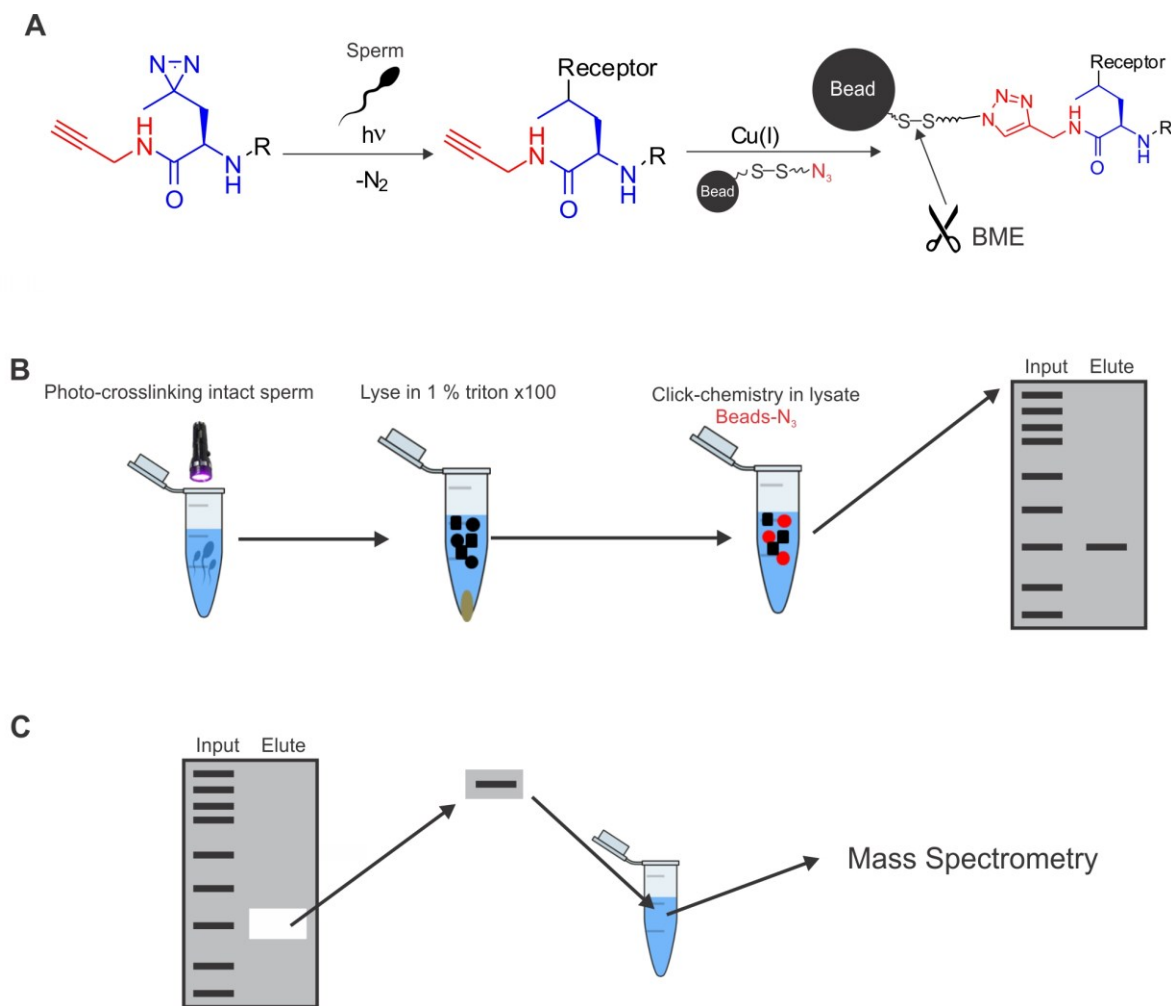 A
N
N
H
N
O
N
H
R
Sperm
hν
-N₂
Receptor
H
N
O
N
H
R
Cu(I)
Bead
S-S
N₃
Bead
S-S
N
N
N
H
N
O
Receptor
N
H
R
BME
B
Photo-crosslinking intact sperm
Lyse in 1 % triton x100
Click-chemistry in lysate
Beads-N₃
Input Elute
C
Input Elute
Mass Spectrometry